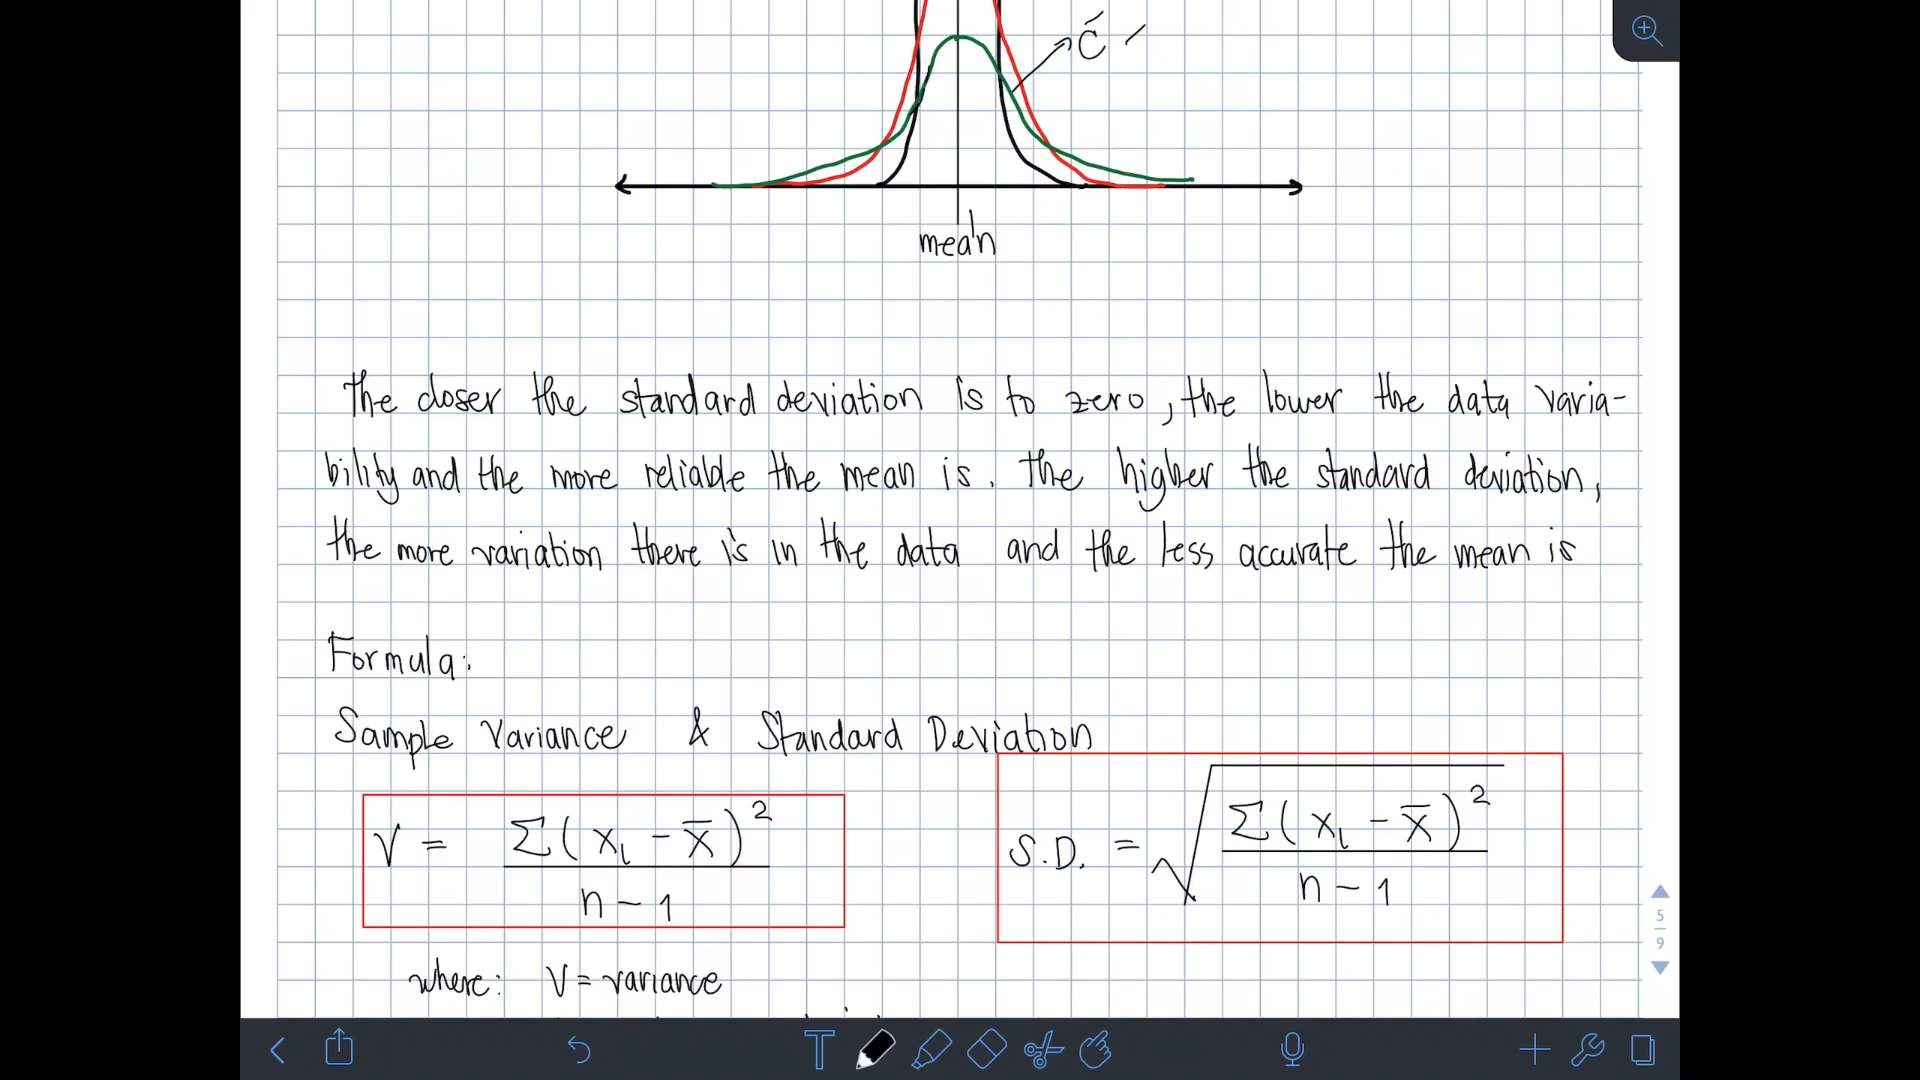 C
mean
The closer the standard deviation is to zero, the lower the data varia-
bility and the more reliable the mean is. The higher the standard deviation,
the more variation there is in the data and the less accurate the mean is
Formula:
Sample Variance & Standard Deviation
V = Σ(xi - x̄)² / n - 1
S.D. = √(Σ(xi - x̄)² / n - 1)
where: V = variance
5
9